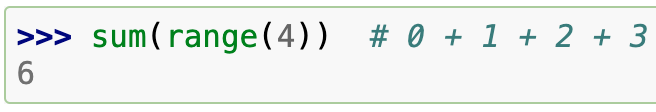 >>> sum(range(4))  # 0 + 1 + 2 + 3
6